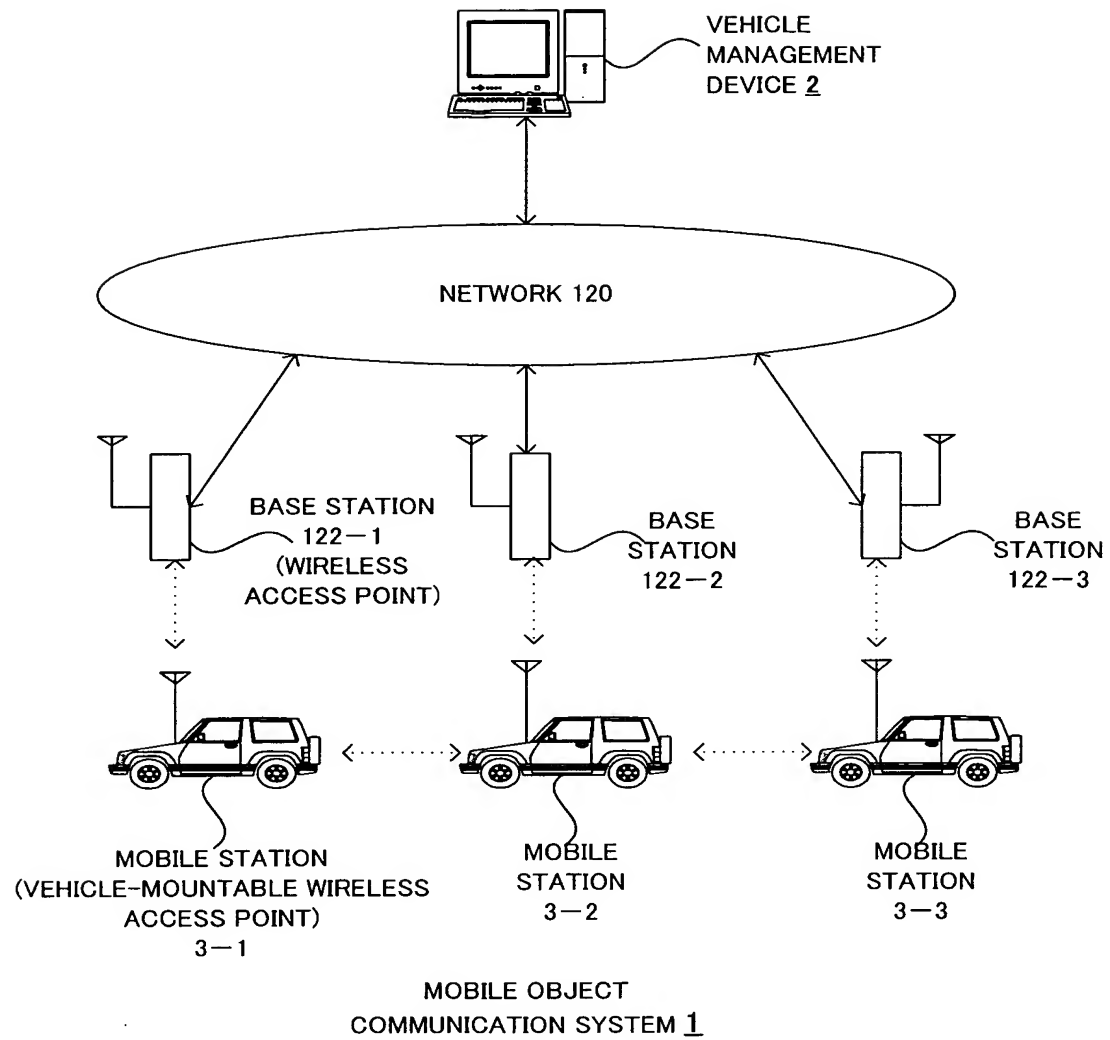 VEHICLE
MANAGEMENT
DEVICE 2
NETWORK 120
BASE STATION
122-1
(WIRELESS
ACCESS POINT)
BASE
STATION
122-2
BASE
STATION
122-3
MOBILE STATION
(VEHICLE-MOUNTABLE WIRELESS
ACCESS POINT)
3-1
MOBILE
STATION
3-2
MOBILE
STATION
3-3
MOBILE OBJECT
COMMUNICATION SYSTEM 1